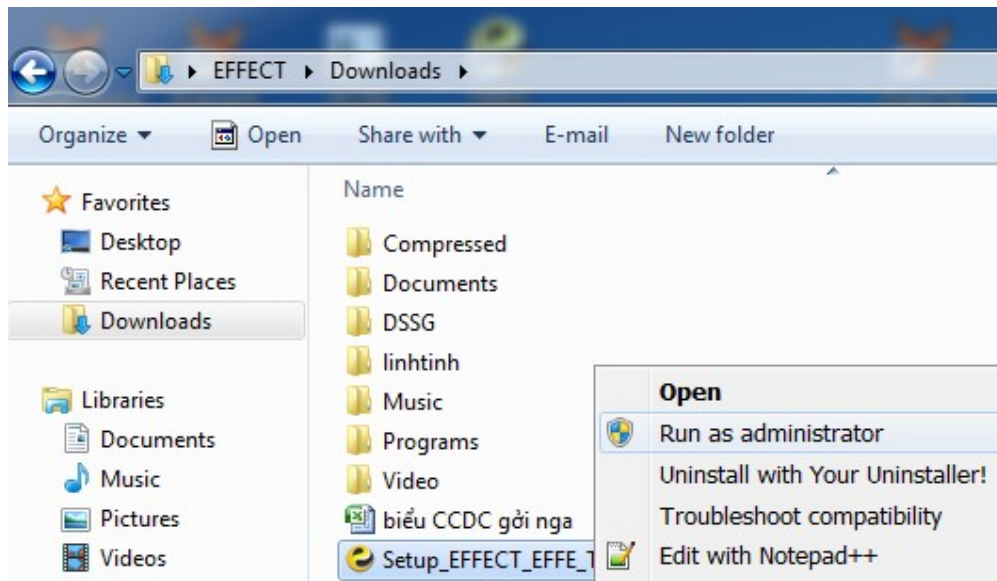 EFFECT Downloads
Organize Open Share with E-mail New folder
Favorites
Desktop
Recent Places
Downloads
Libraries
Documents
Music
Pictures
Videos
Name
Compressed
Documents
DSSG
linhtinh
Music
Programs
Video
biểu CCDC gởi nga
Setup_EFFECT_EFFE_T
Open
Run as administrator
Uninstall with Your Uninstaller!
Troubleshoot compatibility
Edit with Notepad++